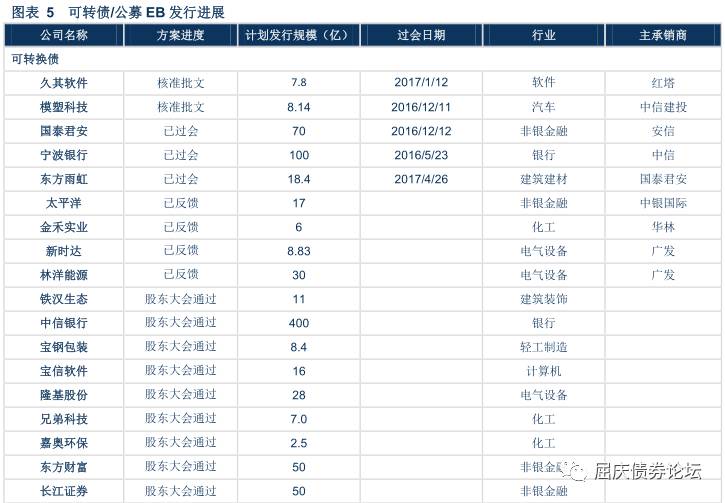 图表 5 可转债/公募 EB 发行进展
公司名称 方案进度 计划发行规模（亿） 过会日期 行业 主承销商
可转换债
久其软件 核准批文 7.8 2017/1/12 软件 红塔
模塑科技 核准批文 8.14 2016/12/11 汽车 中信建投
国泰君安 已过会 70 2016/12/12 非银金融 安信
宁波银行 已过会 100 2016/5/23 银行 中信
东方雨虹 已过会 18.4 2017/4/26 建筑建材 国泰君安
太平洋 已反馈 17 非银金融 中银国际
金禾实业 已反馈 6 化工 华林
新时达 已反馈 8.83 电气设备 广发
林洋能源 已反馈 30 电气设备 广发
铁汉生态 股东大会通过 11 建筑装饰
中信银行 股东大会通过 400 银行
宝钢包装 股东大会通过 8.4 轻工制造
宝信软件 股东大会通过 16 计算机
隆基股份 股东大会通过 28 电气设备
兄弟科技 股东大会通过 7.0 化工
嘉奥环保 股东大会通过 2.5 化工
东方财富 股东大会通过 50 非银金融
长江证券 股东大会通过 50 非银金融
屈庆债券论坛